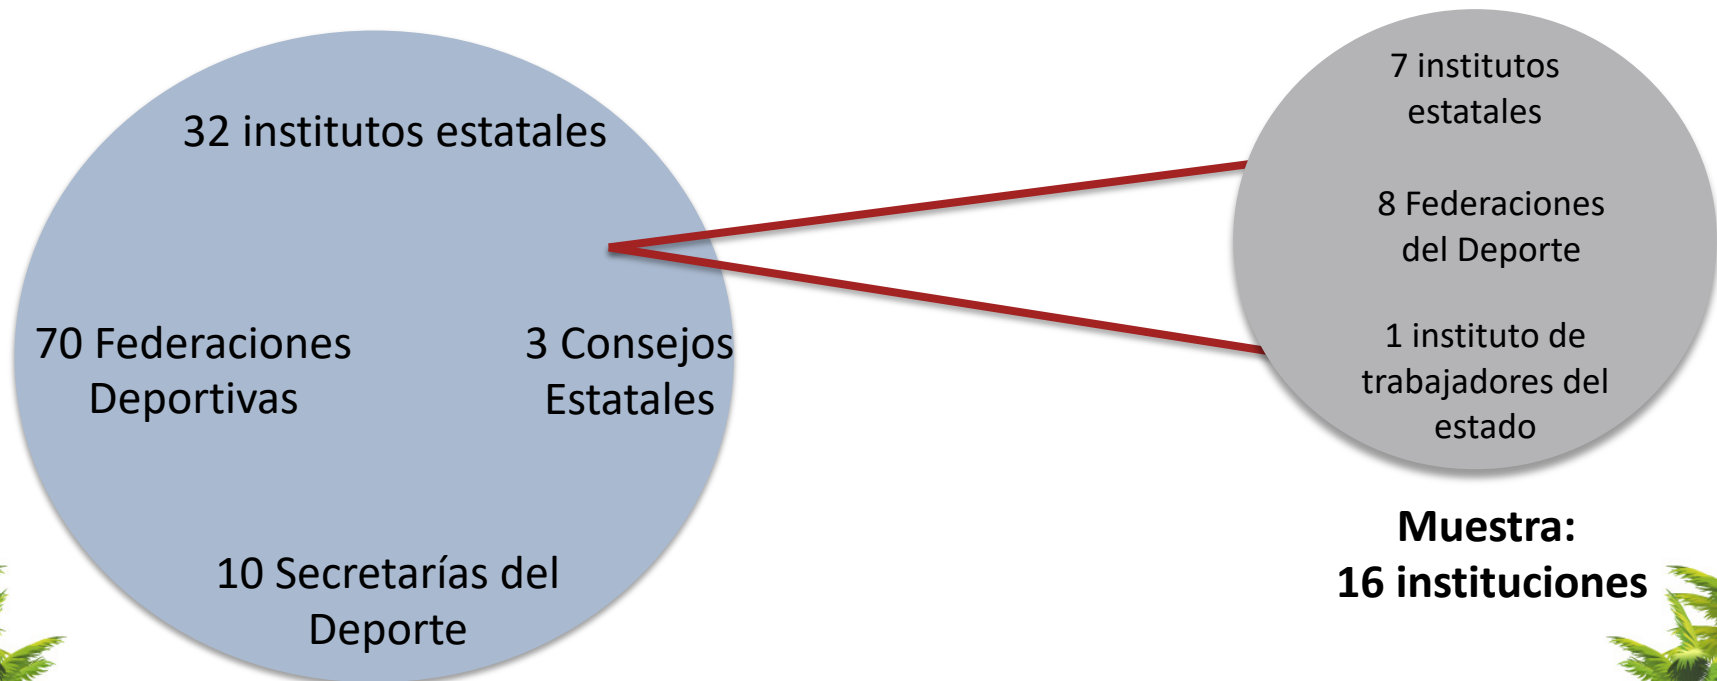 32 institutos estatales
70 Federaciones
Deportivas
3 Consejos
Estatales
10 Secretarías del
Deporte
7 institutos
estatales
8 Federaciones
del Deporte
1 instituto de
trabajadores del
estado
Muestra:
16 instituciones